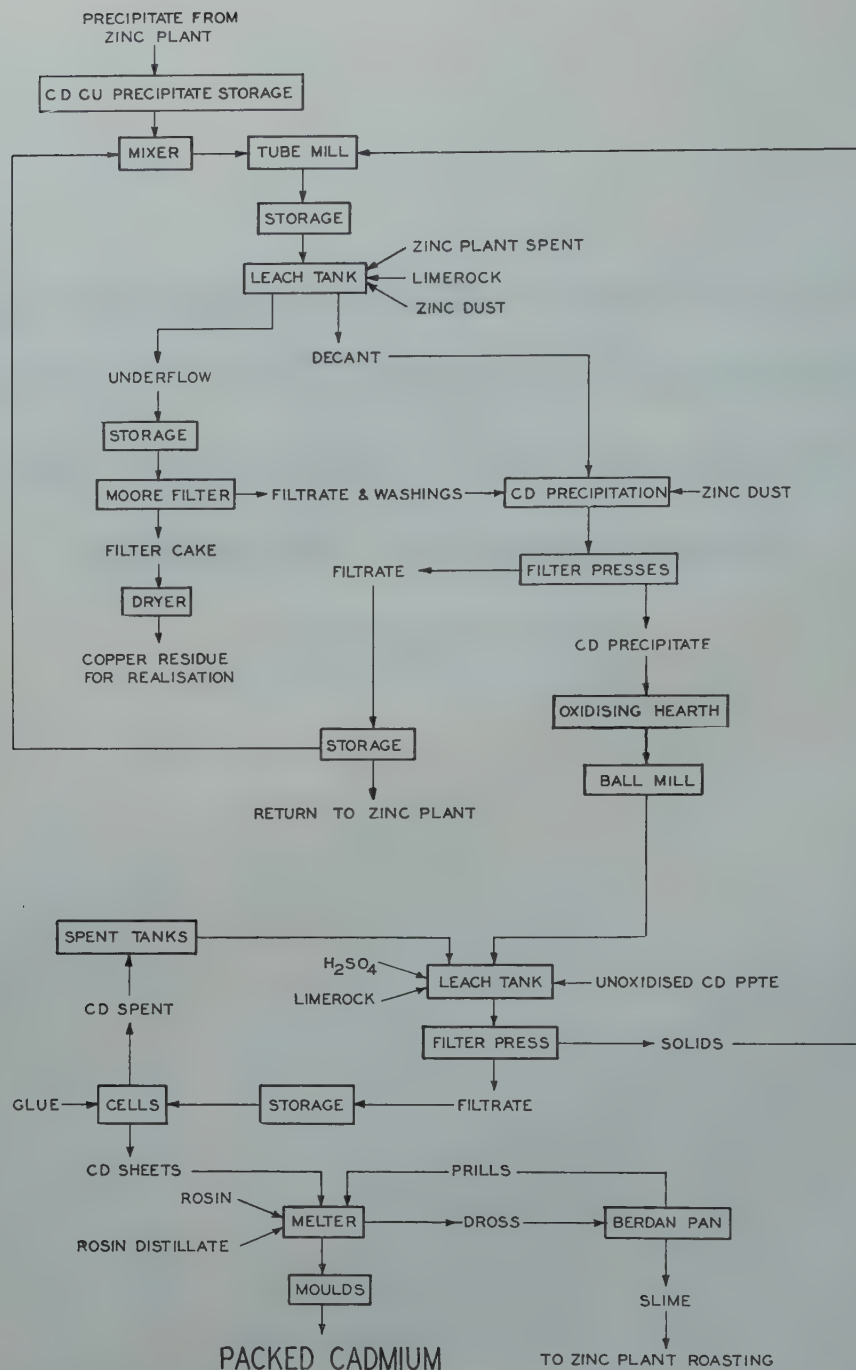 PRECIPITATE FROM
ZINC PLANT
CD CU PRECIPITATE STORAGE
MIXER
TUBE MILL
STORAGE
ZINC PLANT SPENT
LEACH TANK
LIMEROCK
ZINC DUST
DECANT
UNDERFLOW
STORAGE
MOORE FILTER
FILTRATE & WASHINGS
CD PRECIPITATION
ZINC DUST
FILTER CAKE
FILTRATE
FILTER PRESSES
DRYER
CD PRECIPITATE
COPPER RESIDUE
FOR REALISATION
OXIDISING HEARTH
STORAGE
BALL MILL
RETURN TO ZINC PLANT
SPENT TANKS
H2SO4
LEACH TANK
UNOXIDISED CD PPTE
LIMEROCK
CD SPENT
FILTER PRESS
SOLIDS
GLUE
CELLS
STORAGE
FILTRATE
CD SHEETS
PRILLS
ROSIN
MELTER
DROSS
BERDAN PAN
ROSIN DISTILLATE
MOULDS
SLIME
PACKED CADMIUM
TO ZINC PLANT ROASTING